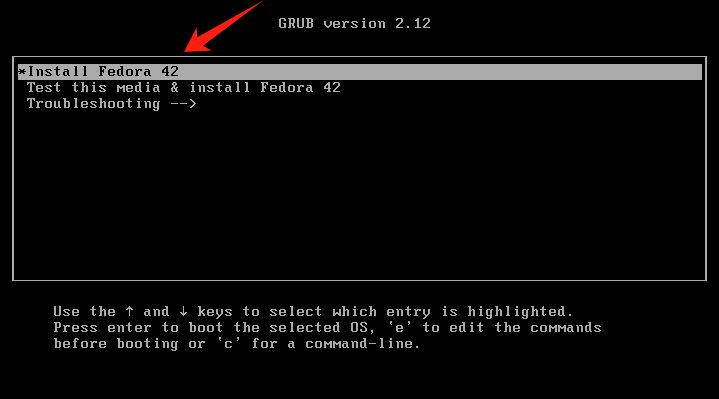 GRUB version 2.12
*Install Fedora 42
Test this media & install Fedora 42
Troubleshooting -->
Use the ↑ and ↓ keys to select which entry is highlighted.
Press enter to boot the selected OS, `e' to edit the commands
before booting or `c' for a command-line.